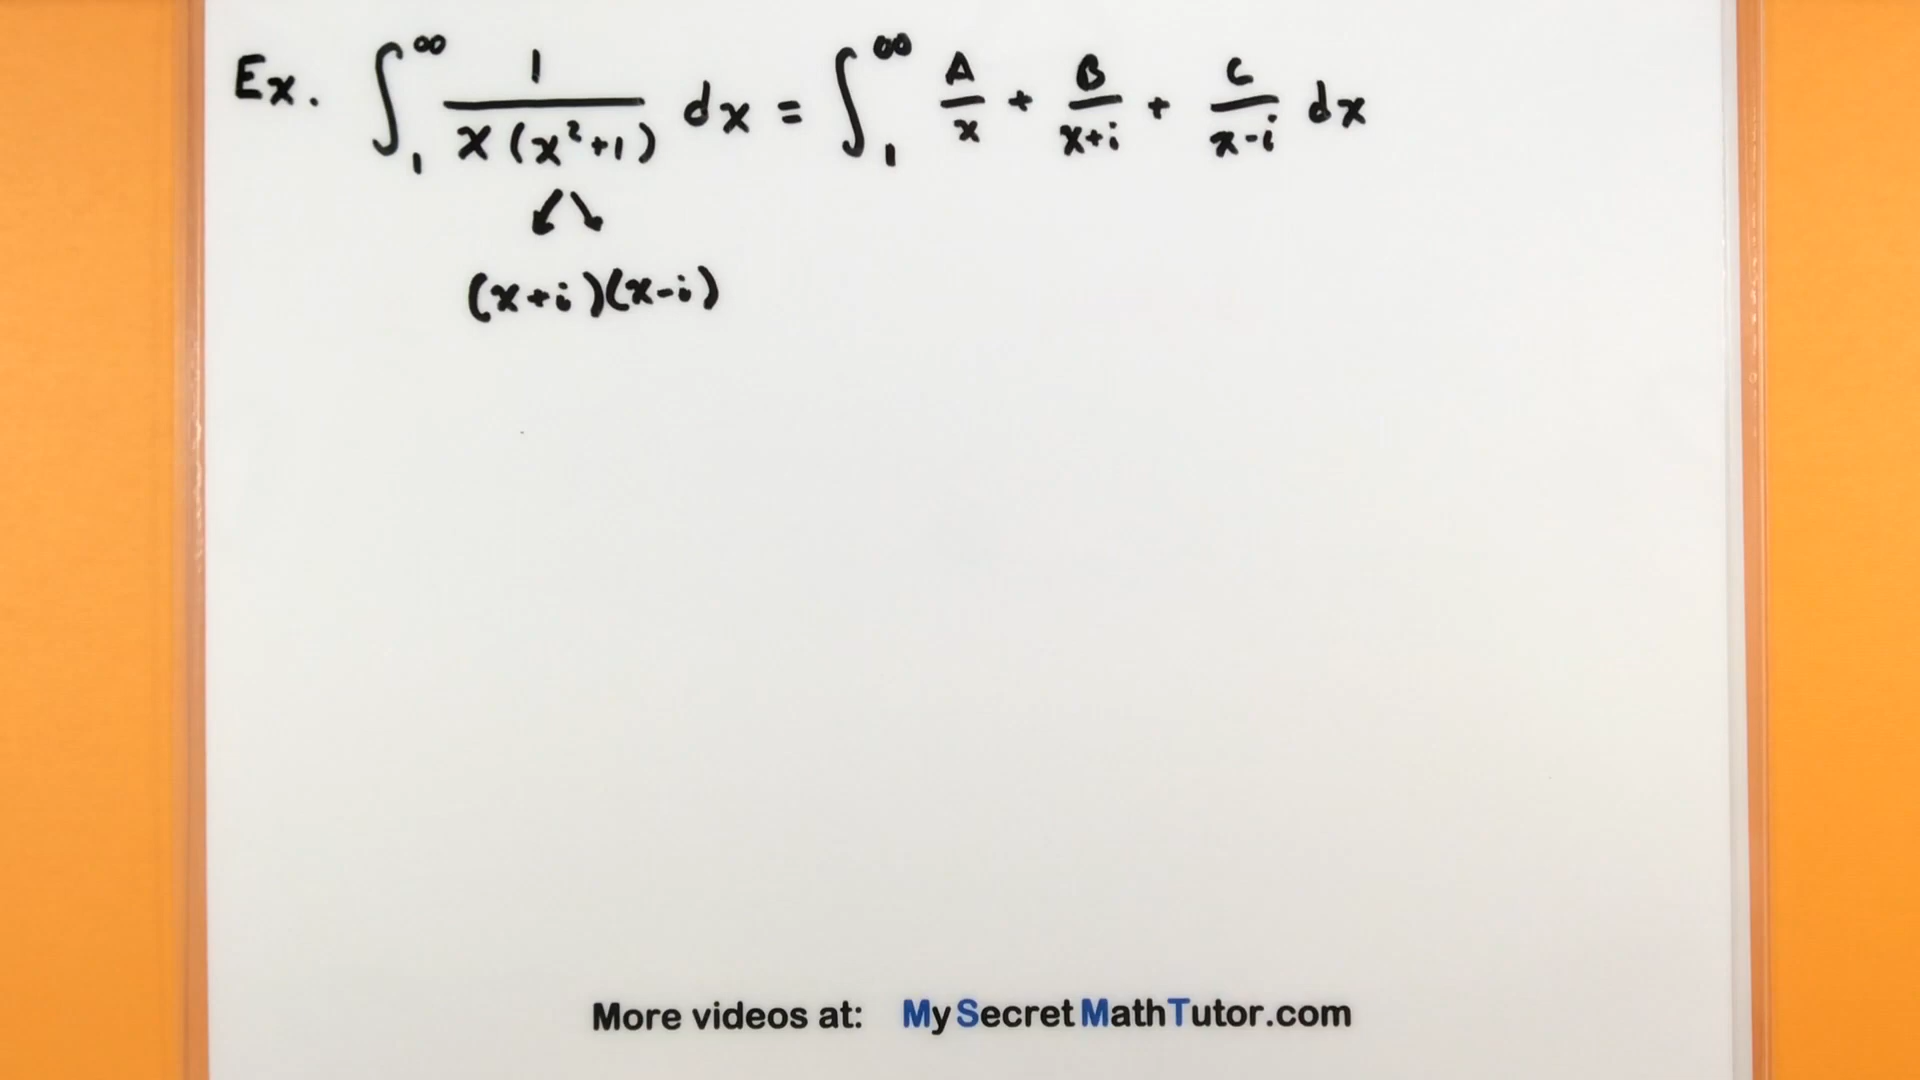 Ex. ∫₁^∞ 1/(x(x²+1)) dx = ∫₁^∞ A/x + B/(x+i) + C/(x-i) dx
↙↘
(x+i)(x-i)
More videos at: MySecretMathTutor.com